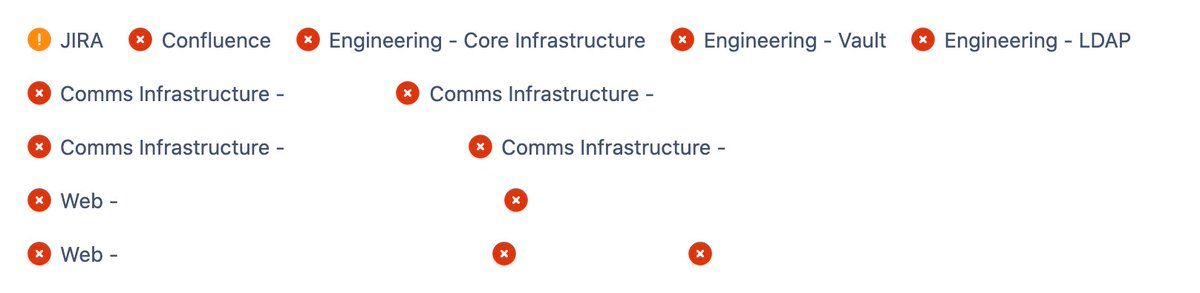 JIRA Confluence Engineering - Core Infrastructure Engineering - Vault Engineering - LDAP
Comms Infrastructure - Comms Infrastructure -
Comms Infrastructure - Comms Infrastructure -
Web -
Web -